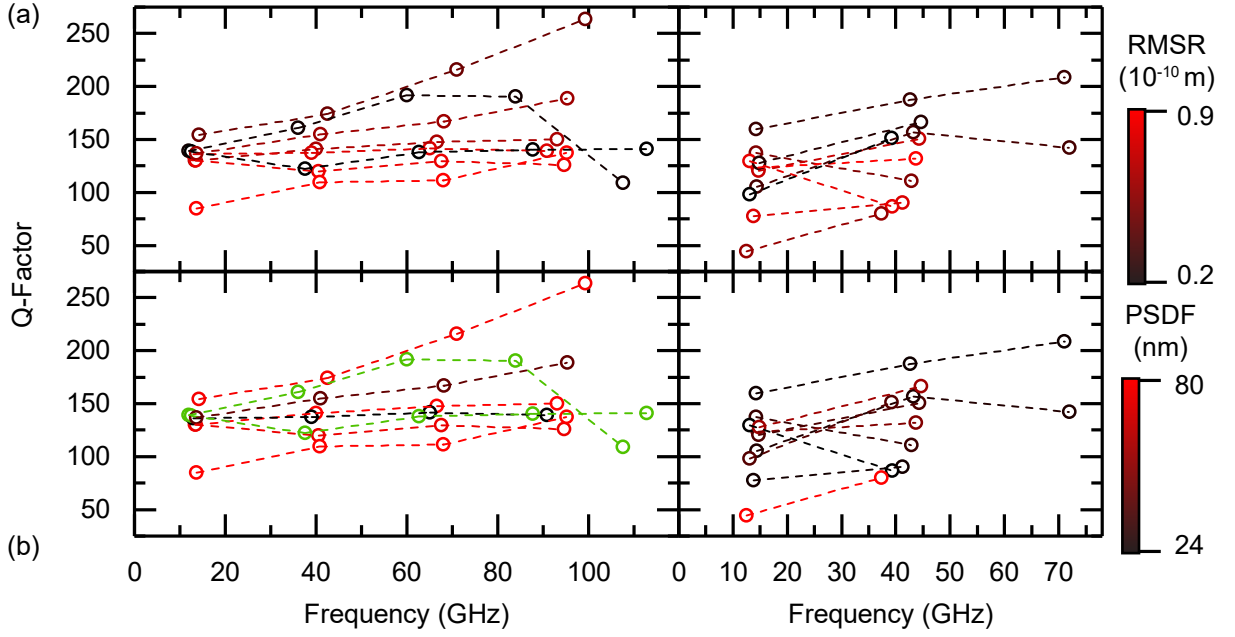 (a)
250
200
150
100
50
Q-Factor
250
200
150
100
50
(b)
0 20 40 60 80 100
0 10 20 30 40 50 60 70
Frequency (GHz)
Frequency (GHz)
RMSR
(10⁻¹⁰ m)
0.9
0.2
PSDF
(nm)
80
24